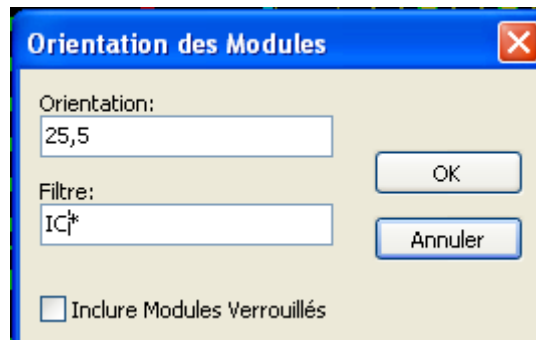 Orientation des Modules
Orientation:
25,5
OK
Filtre:
IC*
Annuler
Inclure Modules Verrouillés